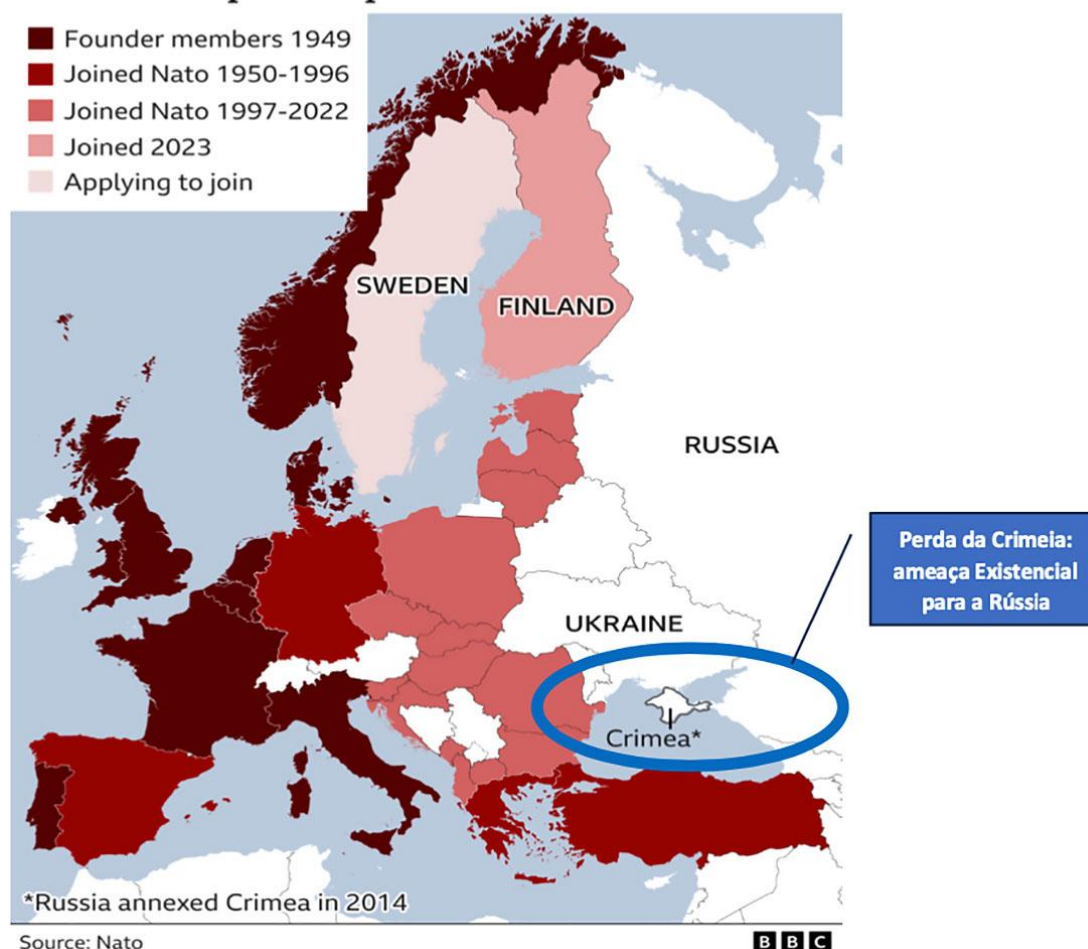 Founder members 1949
Joined Nato 1950-1996
Joined Nato 1997-2022
Joined 2023
Applying to join
SWEDEN
FINLAND
RUSSIA
Perda da Crimeia:
ameaça Existencial
para a Rússia
UKRAINE
Crimea*
*Russia annexed Crimea in 2014
Source: Nato
BBC